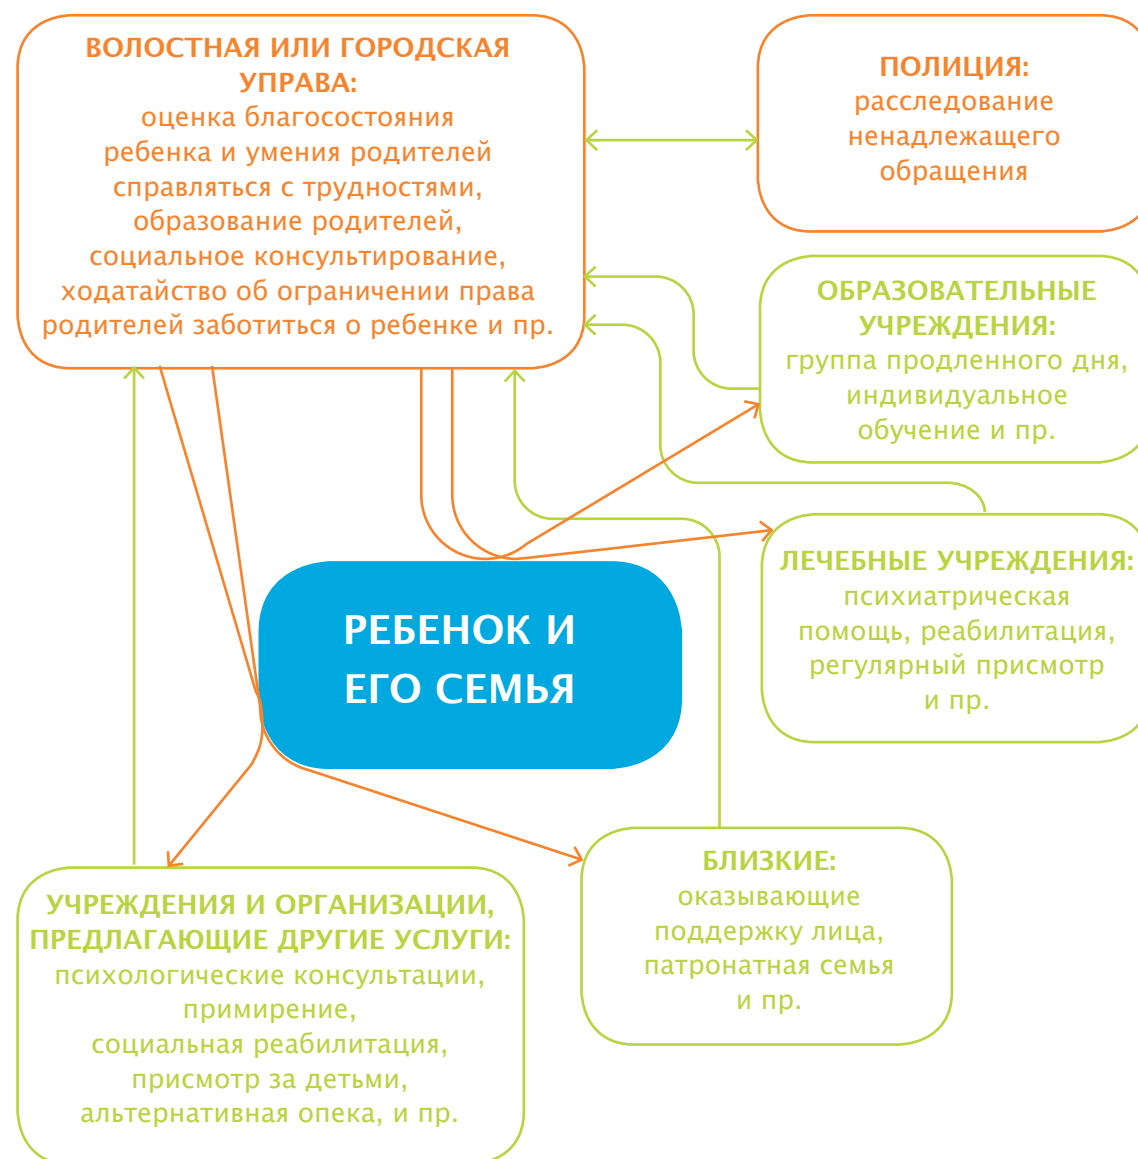 ВОЛОСТНАЯ ИЛИ ГОРОДСКАЯ
УПРАВА:
оценка благосостояния
ребенка и умения родителей
справляться с трудностями,
образование родителей,
социальное консультирование,
ходатайство об ограничении права
родителей заботиться о ребенке и пр.
ПОЛИЦИЯ:
расследование
ненадлежащего
обращения
ОБРАЗОВАТЕЛЬНЫЕ
УЧРЕЖДЕНИЯ:
группа продленного дня,
индивидуальное
обучение и пр.
ЛЕЧЕБНЫЕ УЧРЕЖДЕНИЯ:
психиатрическая
помощь, реабилитация,
регулярный присмотр
и пр.
РЕБЕНОК И
ЕГО СЕМЬЯ
БЛИЗКИЕ:
оказывающие
поддержку лица,
патронатная семья
и пр.
УЧРЕЖДЕНИЯ И ОРГАНИЗАЦИИ,
ПРЕДЛАГАЮЩИЕ ДРУГИЕ УСЛУГИ:
психологические консультации,
примирение,
социальная реабилитация,
присмотр за детьми,
альтернативная опека, и пр.